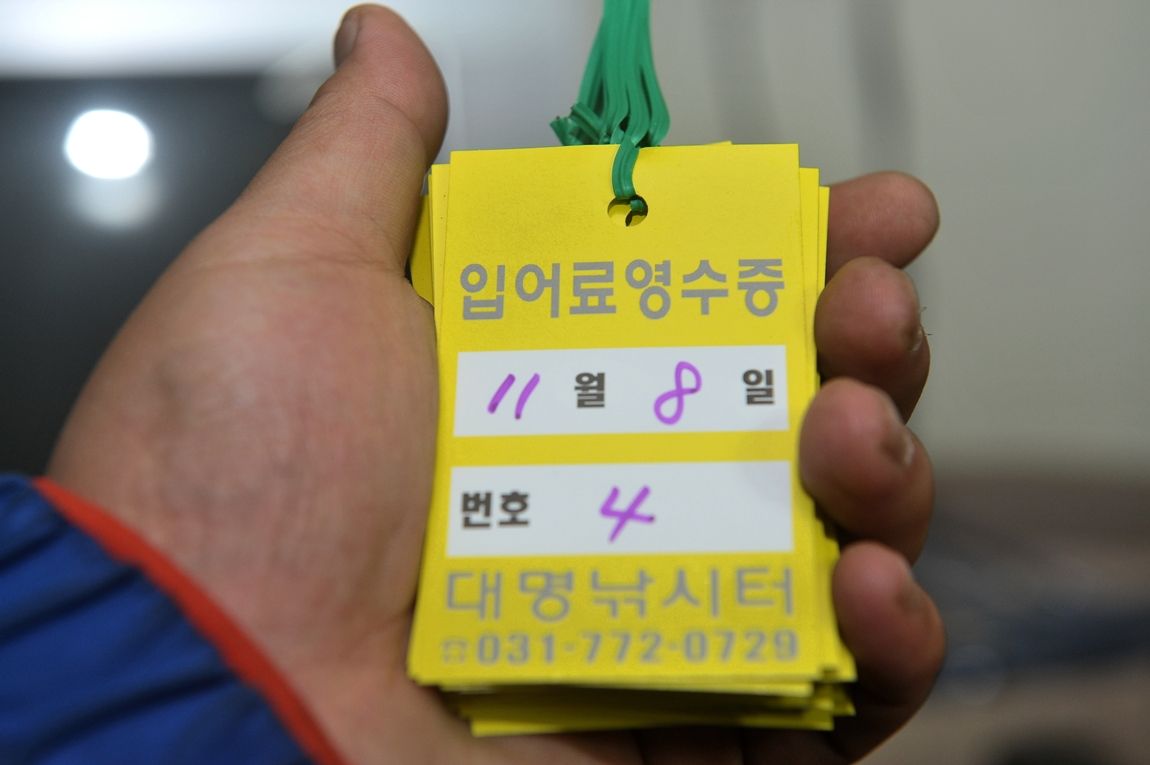 입어료영수증
11 월 8 일
번호 4
대명낚시터
☎031-772-0729